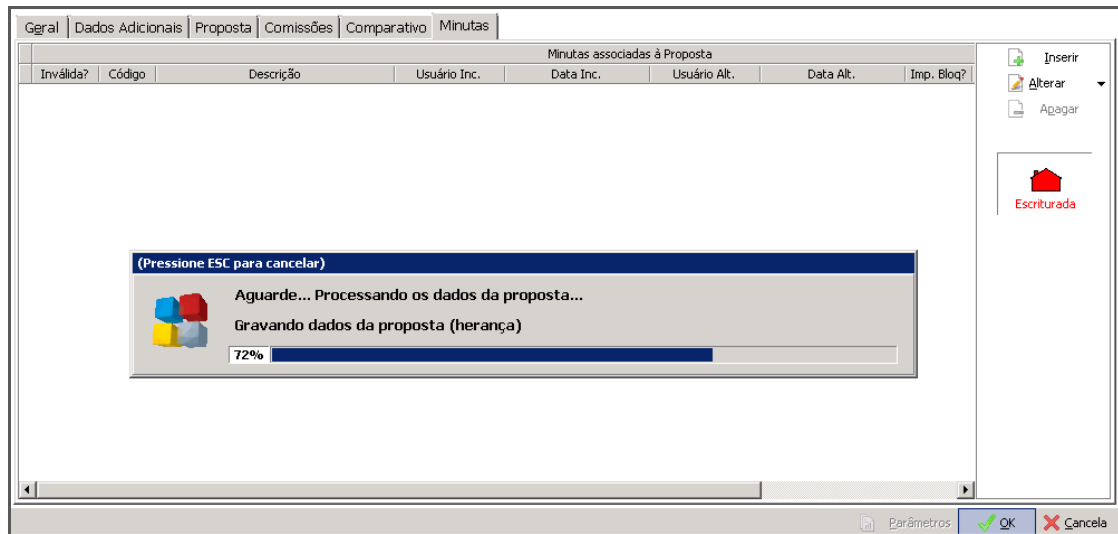 Geral Dados Adicionais Proposta Comissões Comparativo Minutas
Minutas associadas à Proposta
Inválida? Código Descrição Usuário Inc. Data Inc. Usuário Alt. Data Alt. Imp. Bloq?
Inserir
Alterar
Apagar
Escriturada
(Pressione ESC para cancelar)
Aguarde... Processando os dados da proposta...
Gravando dados da proposta (herança)
72%
Parâmetros OK Cancela